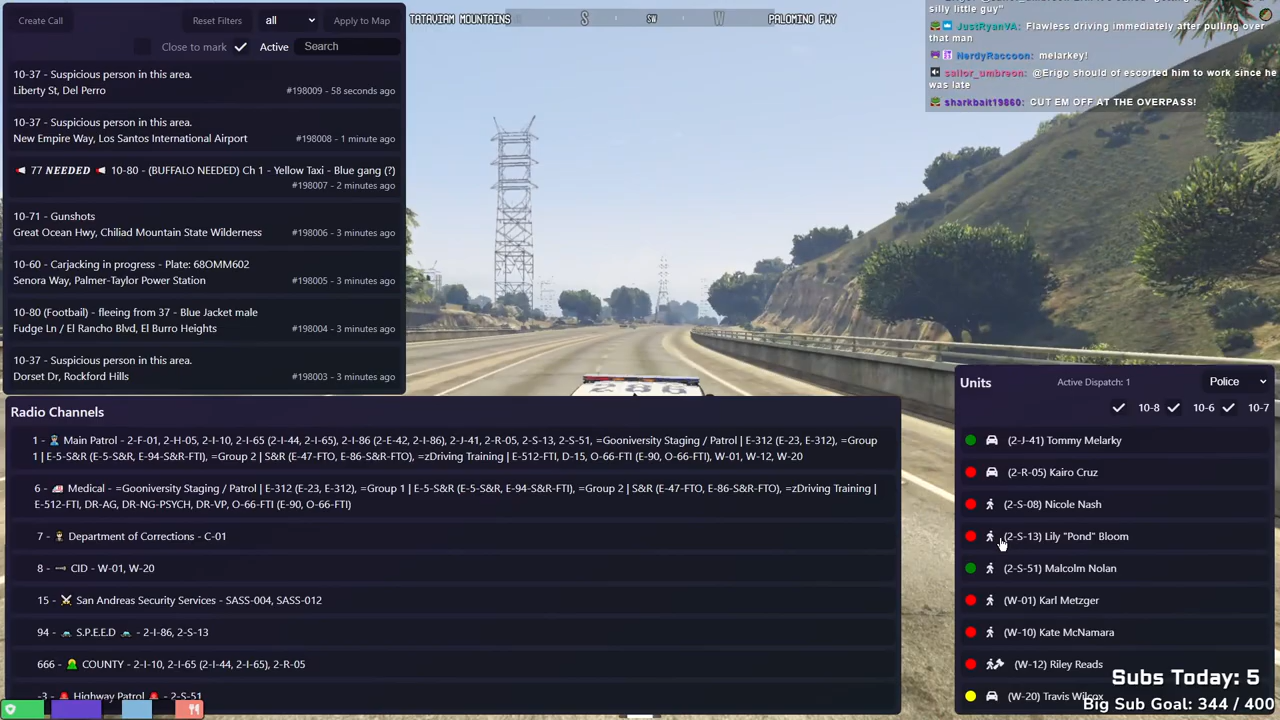 Create Call
Reset Filters
all
Apply to Map
Close to mark
Active
Search
10-37 - Suspicious person in this area.
Liberty St, Del Perro
#198009 - 58 seconds ago
10-37 - Suspicious person in this area.
New Empire Way, Los Santos International Airport
#198008 - 1 minute ago
77 NEEDED 10-80 - (BUFFALO NEEDED) Ch 1 - Yellow Taxi - Blue gang (?)
#198007 - 2 minutes ago
10-71 - Gunshots
Great Ocean Hwy, Chiliad Mountain State Wilderness
#198006 - 3 minutes ago
10-60 - Carjacking in progress - Plate: 68OMM602
Senora Way, Palmer-Taylor Power Station
#198005 - 3 minutes ago
10-80 (Footbail) - fleeing from 37 - Blue Jacket male
Fudge Ln / El Rancho Blvd, El Burro Heights
#198004 - 3 minutes ago
10-37 - Suspicious person in this area.
Dorset Dr, Rockford Hills
#198003 - 3 minutes ago
TATAVIAM MOUNTAINS
S
SW
W
PALOMINO FWY
silly little guy"
JustRyanVA: Flawless driving immediately after pulling over
that man
NerdyRaccoon: melarkey!
sailor_umbreon: @Erigo should of escorted him to work since he
was late
sharkbait19860: CUT EM OFF AT THE OVERPASS!
286
Radio Channels
1 - Main Patrol - 2-F-01, 2-H-05, 2-I-10, 2-I-65 (2-I-44, 2-I-65), 2-I-86 (2-E-42, 2-I-86), 2-J-41, 2-R-05, 2-S-13, 2-S-51, =Gooniversity Staging / Patrol | E-312 (E-23, E-312), =Group
1 | E-5-S&R (E-5-S&R, E-94-S&R-FTI), =Group 2 | S&R (E-47-FTO, E-86-S&R-FTO), =zDriving Training | E-512-FTI, D-15, O-66-FTI (E-90, O-66-FTI), W-01, W-12, W-20
6 - Medical - =Gooniversity Staging / Patrol | E-312 (E-23, E-312), =Group 1 | E-5-S&R (E-5-S&R, E-94-S&R-FTI), =Group 2 | S&R (E-47-FTO, E-86-S&R-FTO), =zDriving Training |
E-512-FTI, DR-AG, DR-NG-PSYCH, DR-VP, O-66-FTI (E-90, O-66-FTI)
7 - Department of Corrections - C-01
8 - CID - W-01, W-20
15 - San Andreas Security Services - SASS-004, SASS-012
94 - S.P.E.E.D - 2-I-86, 2-S-13
666 - COUNTY - 2-I-10, 2-I-65 (2-I-44, 2-I-65), 2-R-05
-3 - Highway Patrol - 2-S-51
Units
Active Dispatch: 1
Police
10-8
10-6
10-7
(2-J-41) Tommy Melarky
(2-R-05) Kairo Cruz
(2-S-08) Nicole Nash
(2-S-13) Lily "Pond" Bloom
(2-S-51) Malcolm Nolan
(W-01) Karl Metzger
(W-10) Kate McNamara
(W-12) Riley Reads
(W-20) Travis Wilcox
Subs Today: 5
Big Sub Goal: 344 / 400